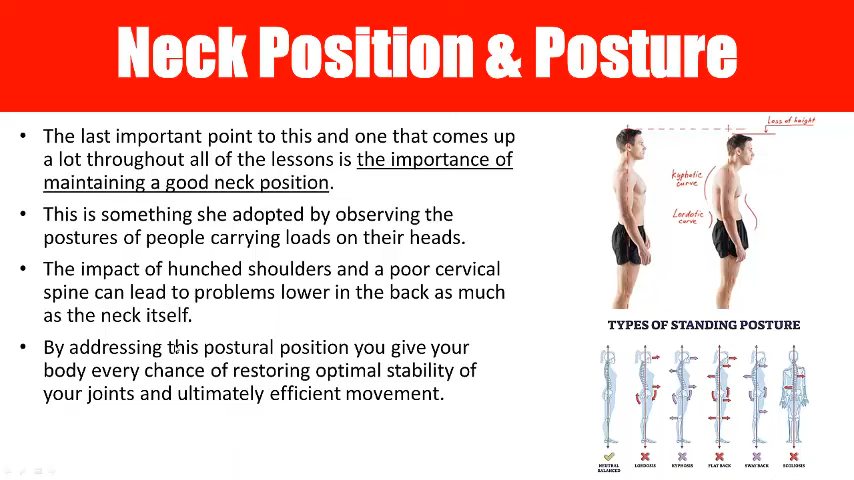 Neck Position & Posture
• The last important point to this and one that comes up
a lot throughout all of the lessons is the importance of
maintaining a good neck position.
• This is something she adopted by observing the
postures of people carrying loads on their heads.
• The impact of hunched shoulders and a poor cervical
spine can lead to problems lower in the back as much
as the neck itself.
• By addressing this postural position you give your
body every chance of restoring optimal stability of
your joints and ultimately efficient movement.
Loss of height
Kyphotic
curve
Lordotic
curve
TYPES OF STANDING POSTURE
NEUTRAL
BALANCED
LORDOSIS
KYPHOSIS
FLAT BACK
SWAY BACK
SCOLIOSIS